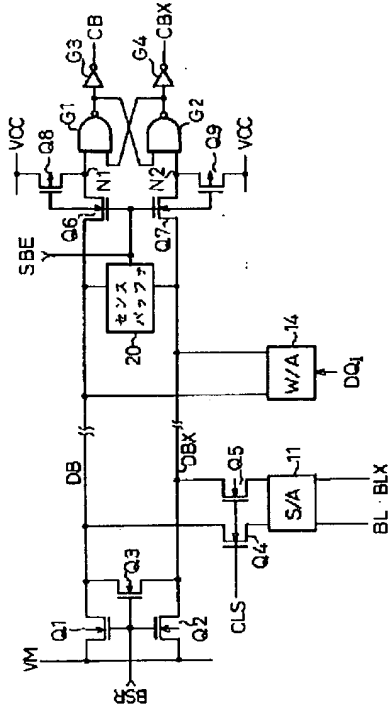 VM
BSR
Q1
Q2
Q3
DB
DBX
CLS
Q4
Q5
S/A
11
BL・BLX
W/A
14
DQi
SBE
センス
バッファ
20
Q6
Q7
VCC
Q8
N1
N2
Q9
VCC
G1
G2
G3
G4
CB
CBX